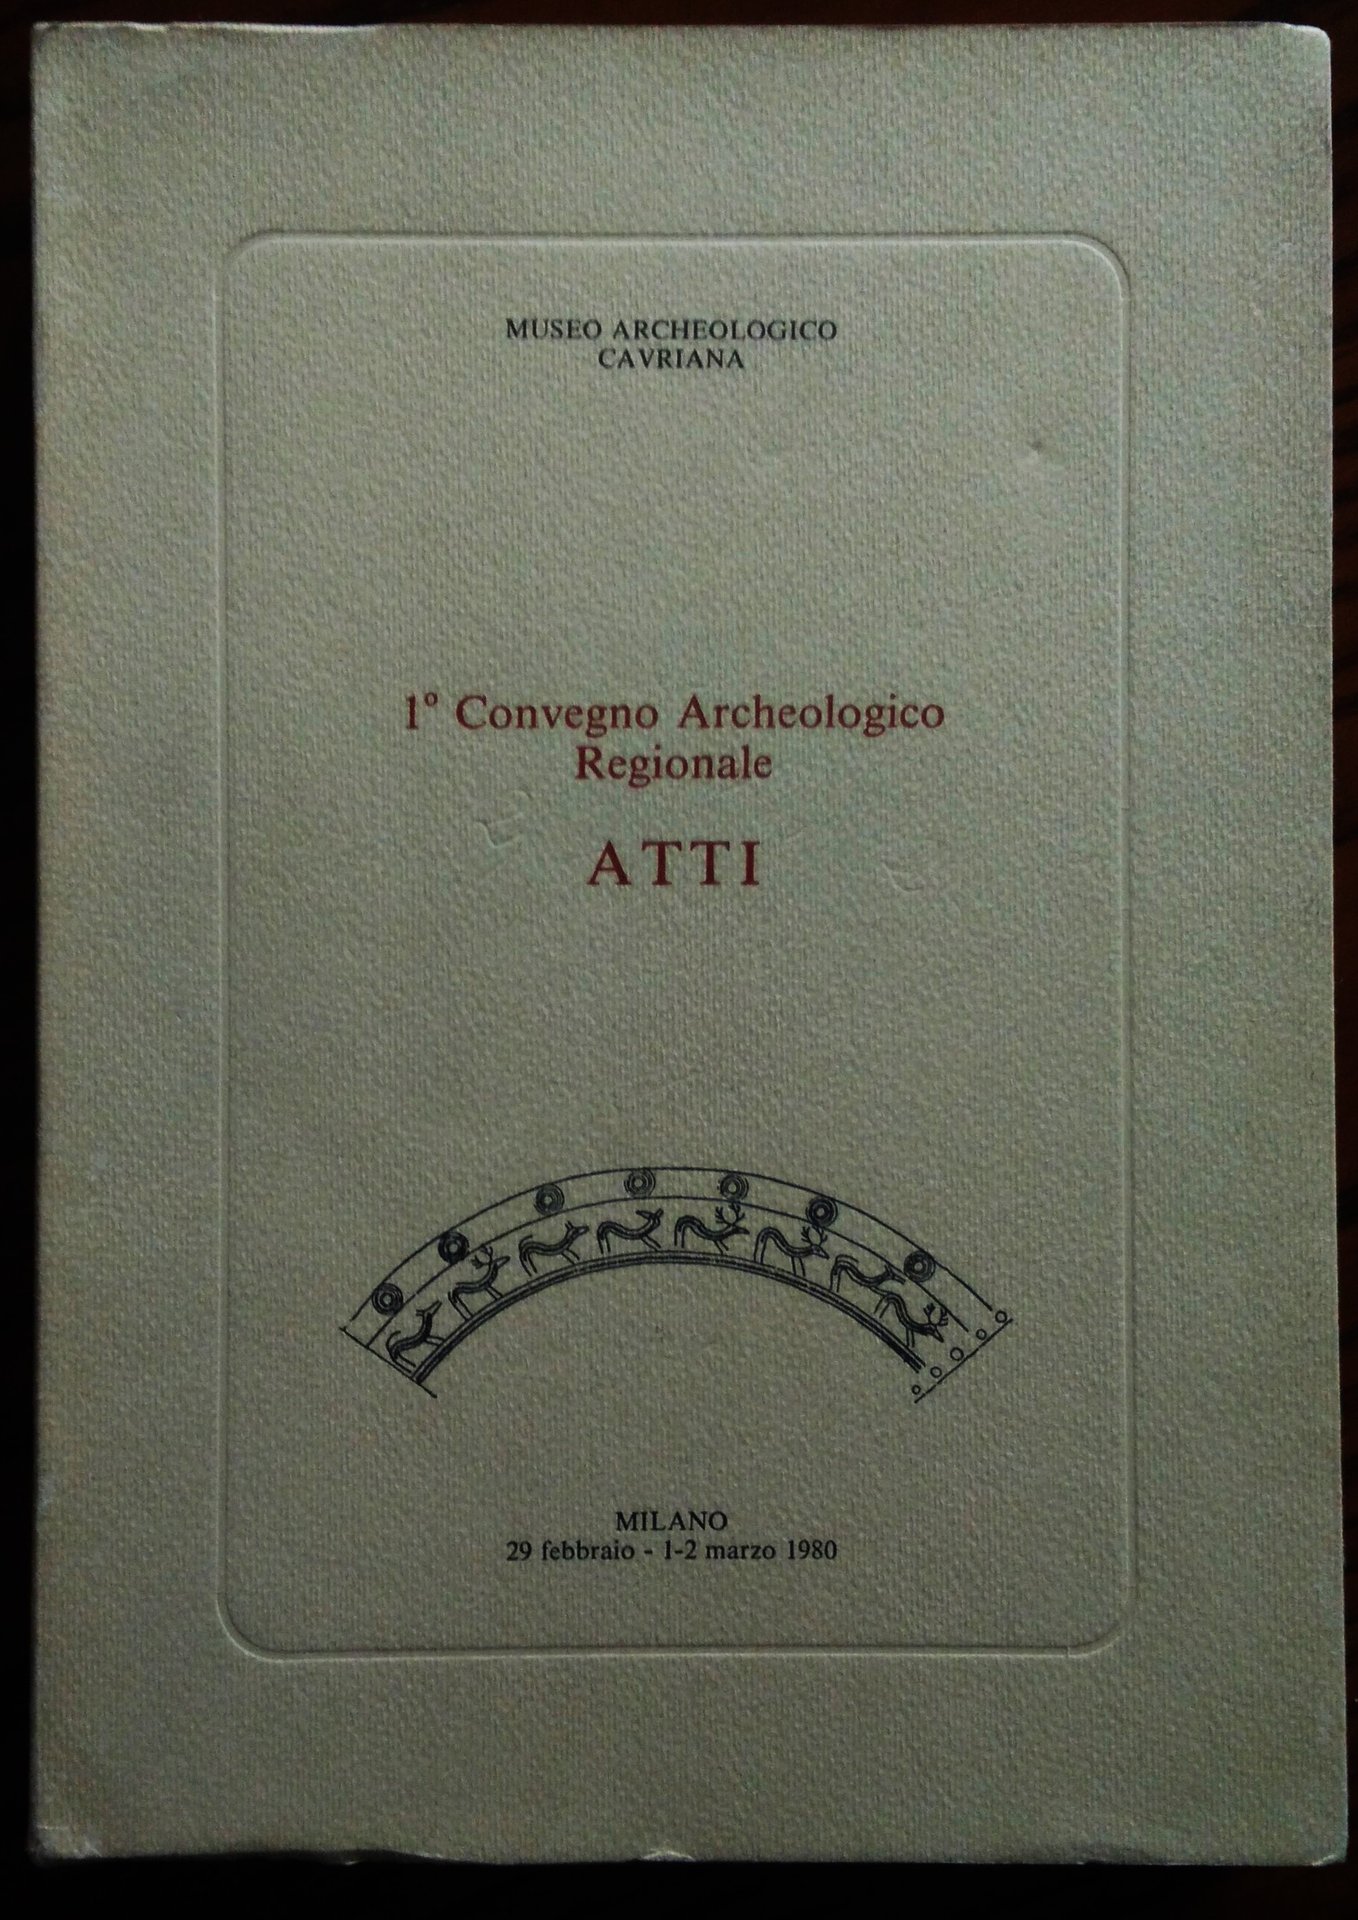 MUSEO ARCHEOLOGICO
CAVRIANA
1° Convegno Archeologico
Regionale
ATTI
MILANO
29 febbraio - 1-2 marzo 1980